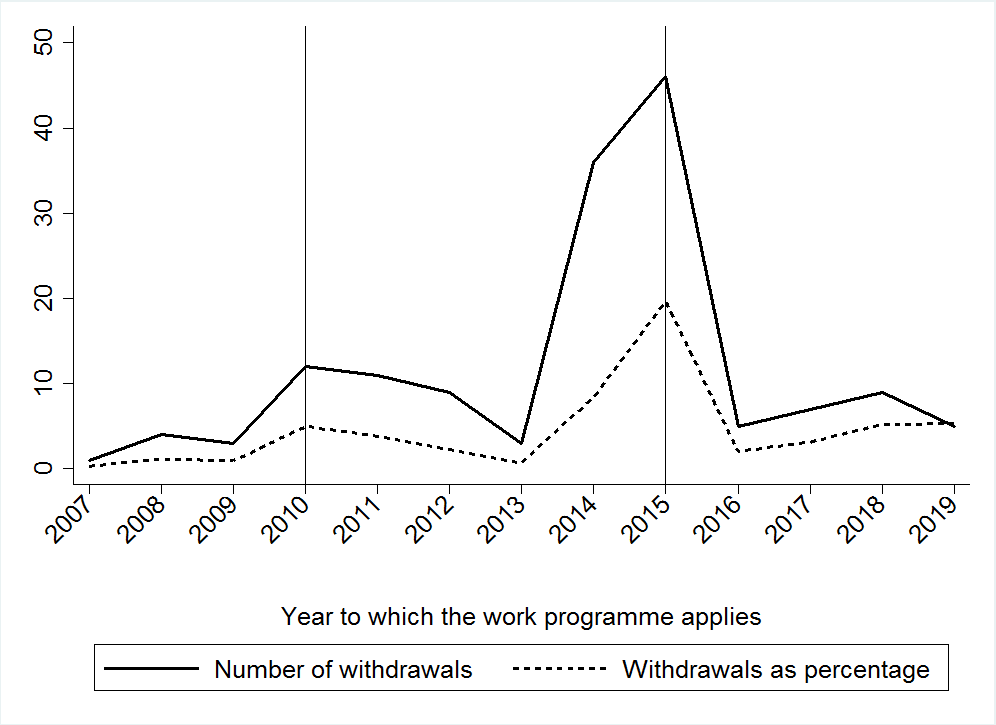 50
40
30
20
10
0
2007 2008 2009 2010 2011 2012 2013 2014 2015 2016 2017 2018 2019
Year to which the work programme applies
Number of withdrawals Withdrawals as percentage